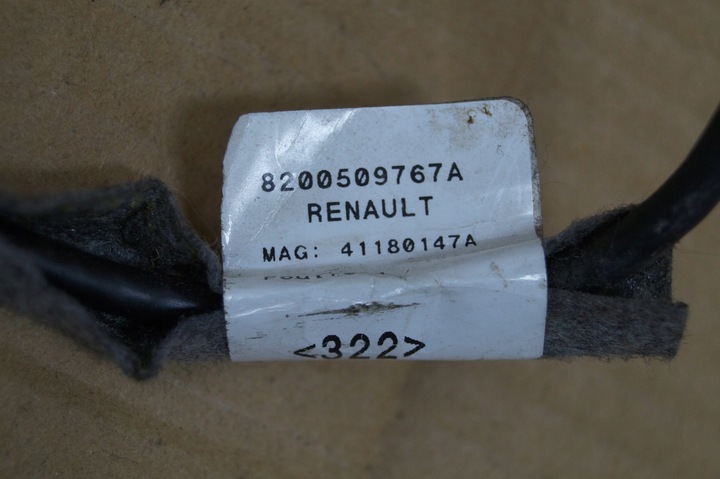 8200509767A
RENAULT
MAG: 41180147A
<322>